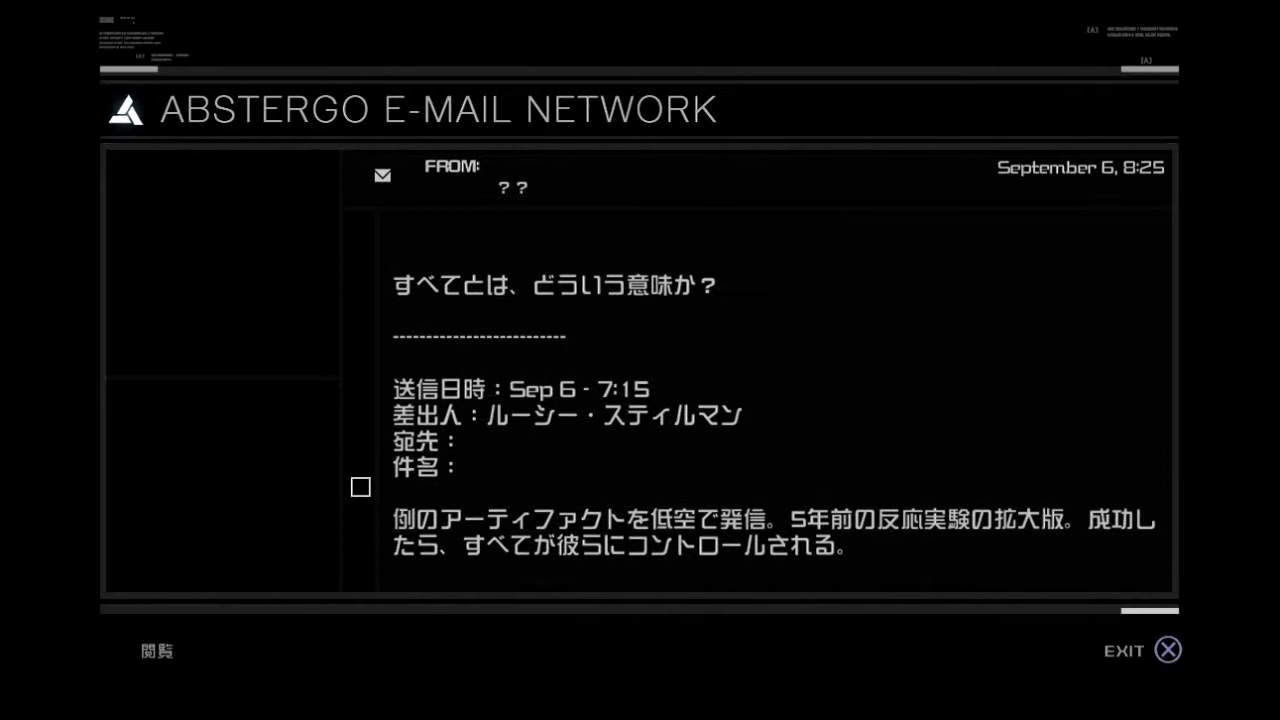 ABSTERGO E-MAIL NETWORK
FROM:
？？
September 6, 8:25
すべてとは、どういう意味か？
--------------------------
送信日時：Sep 6 - 7:15
差出人：ルーシー・スティルマン
宛先：
件名：
例のアーティファクトを低空で発信。5年前の反応実験の拡大版。成功し
たら、すべてが彼らにコントロールされる。
閲覧
EXIT